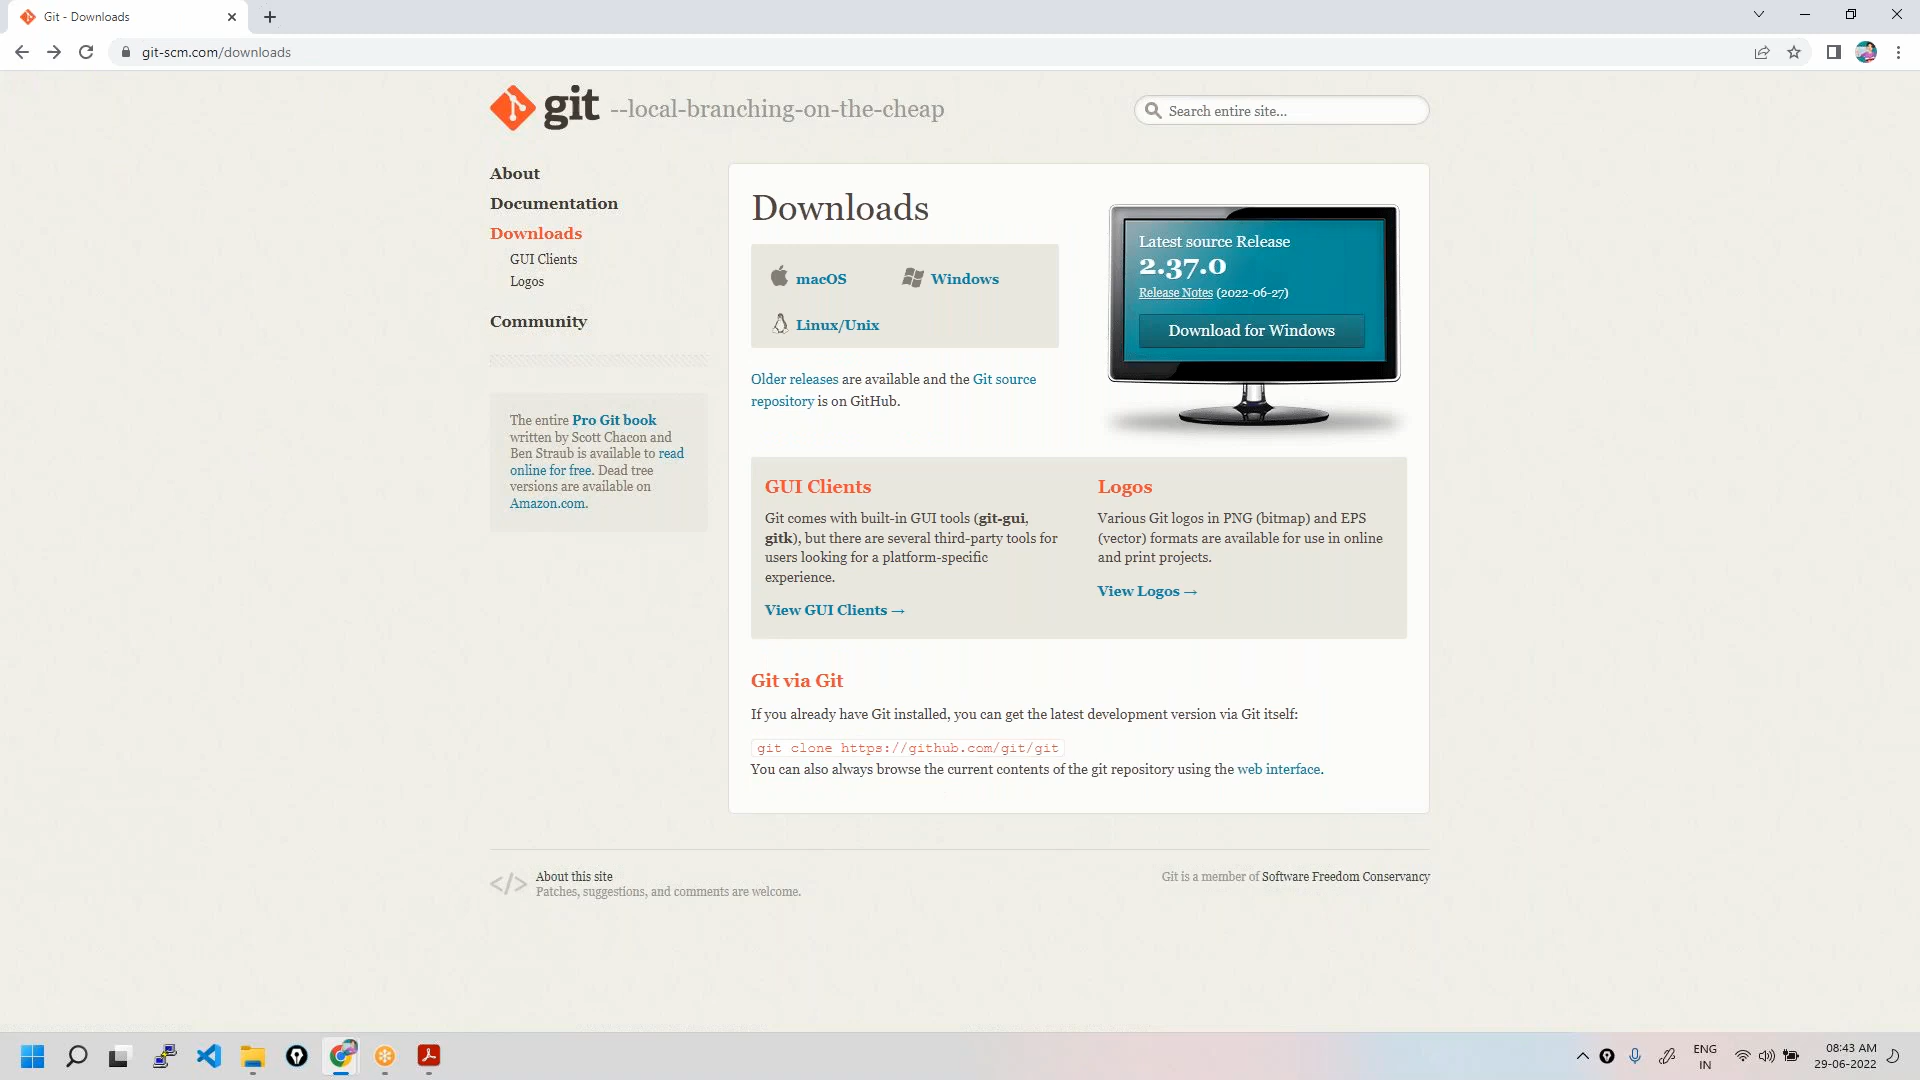 Git - Downloads
git-scm.com/downloads
git --local-branching-on-the-cheap
Search entire site...
About
Documentation
Downloads
GUI Clients
Logos
Community
The entire Pro Git book
written by Scott Chacon and
Ben Straub is available to read
online for free. Dead tree
versions are available on
Amazon.com.
Downloads
macOS
Windows
Linux/Unix
Older releases are available and the Git source
repository is on GitHub.
Latest source Release
2.37.0
Release Notes (2022-06-27)
Download for Windows
GUI Clients
Git comes with built-in GUI tools (git-gui,
gitk), but there are several third-party tools for
users looking for a platform-specific
experience.
View GUI Clients →
Logos
Various Git logos in PNG (bitmap) and EPS
(vector) formats are available for use in online
and print projects.
View Logos →
Git via Git
If you already have Git installed, you can get the latest development version via Git itself:
git clone https://github.com/git/git
You can also always browse the current contents of the git repository using the web interface.
</> About this site
Patches, suggestions, and comments are welcome.
Git is a member of Software Freedom Conservancy
ENG
IN
08:43 AM
29-06-2022